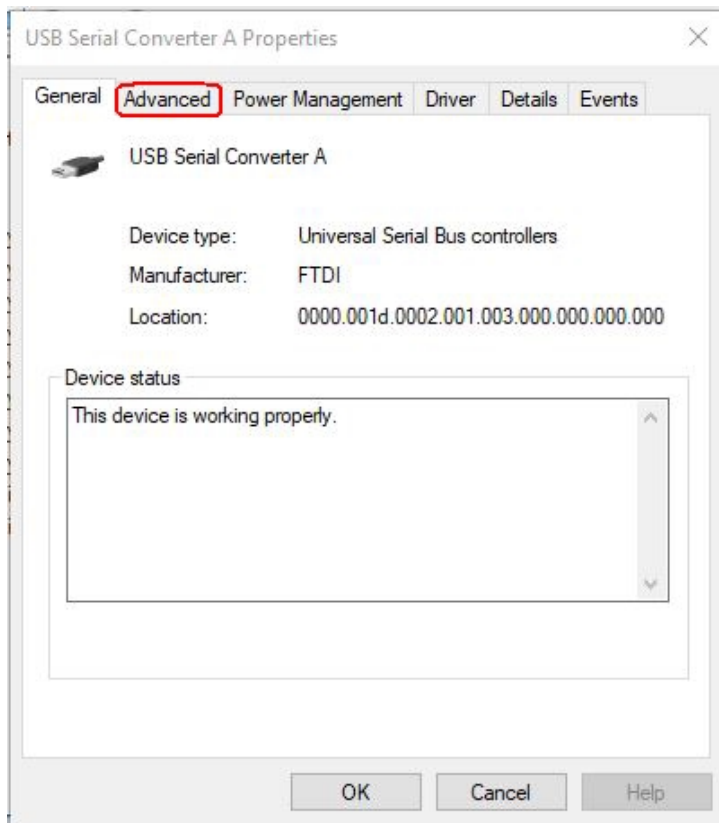 USB Serial Converter A Properties
General Advanced Power Management Driver Details Events
USB Serial Converter A
Device type: Universal Serial Bus controllers
Manufacturer: FTDI
Location: 0000.001d.0002.001.003.000.000.000.000
Device status
This device is working properly.
OK Cancel Help